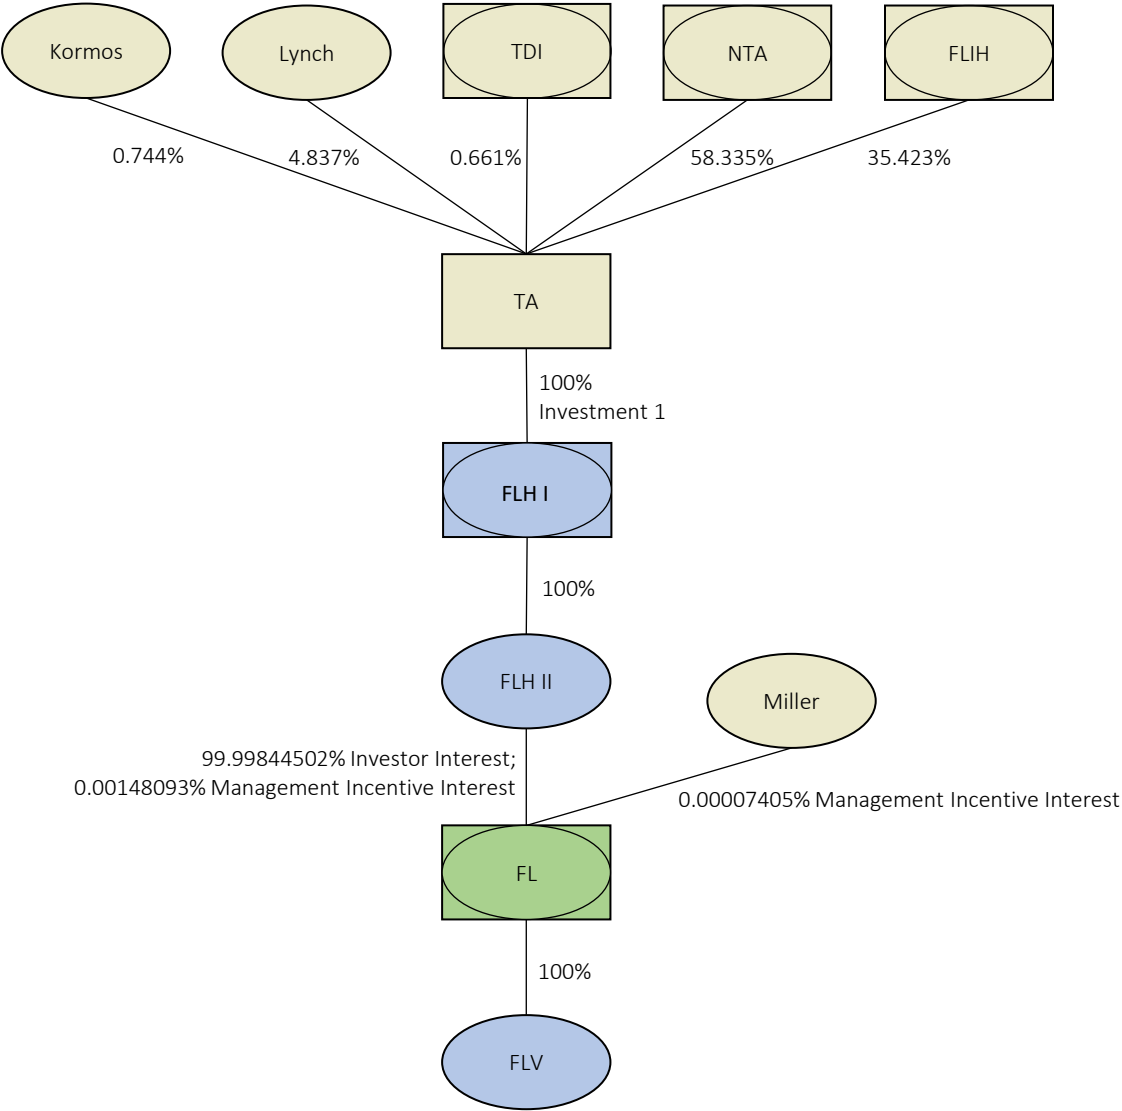 Kormos
Lynch
TDI
NTA
FLIH
0.744%
4.837%
0.661%
58.335%
35.423%
TA
100%
Investment 1
FLH I
100%
FLH II
Miller
99.99844502% Investor Interest;
0.00148093% Management Incentive Interest
0.00007405% Management Incentive Interest
FL
100%
FLV